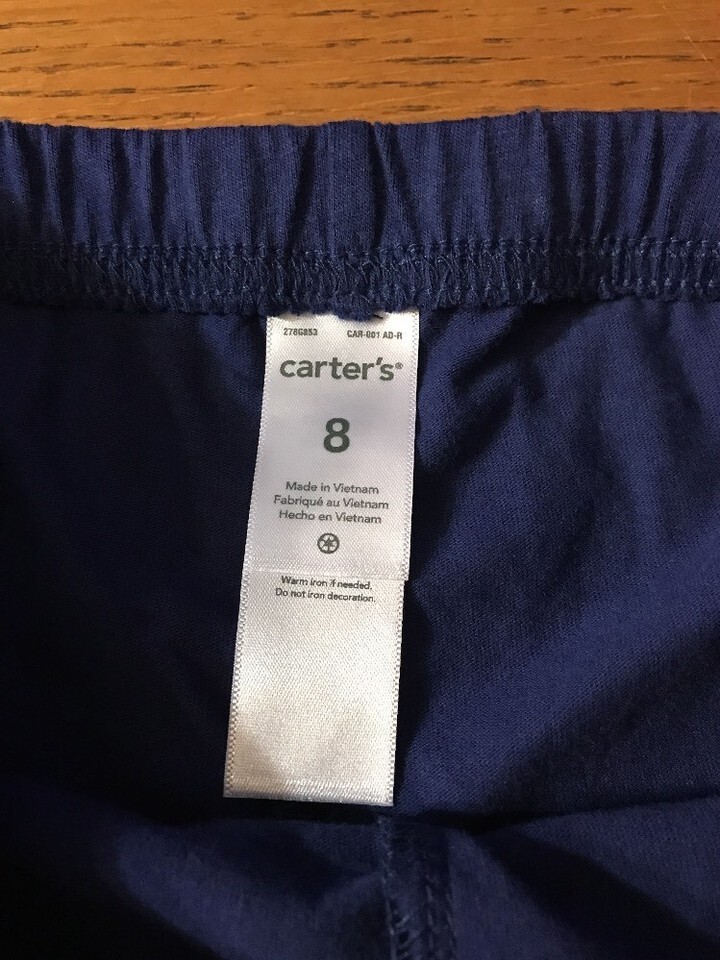 278G853 CAR-001 AD-R
carter's®
8
Made in Vietnam
Fabriqué au Vietnam
Hecho en Vietnam
Warm iron if needed.
Do not iron decoration.